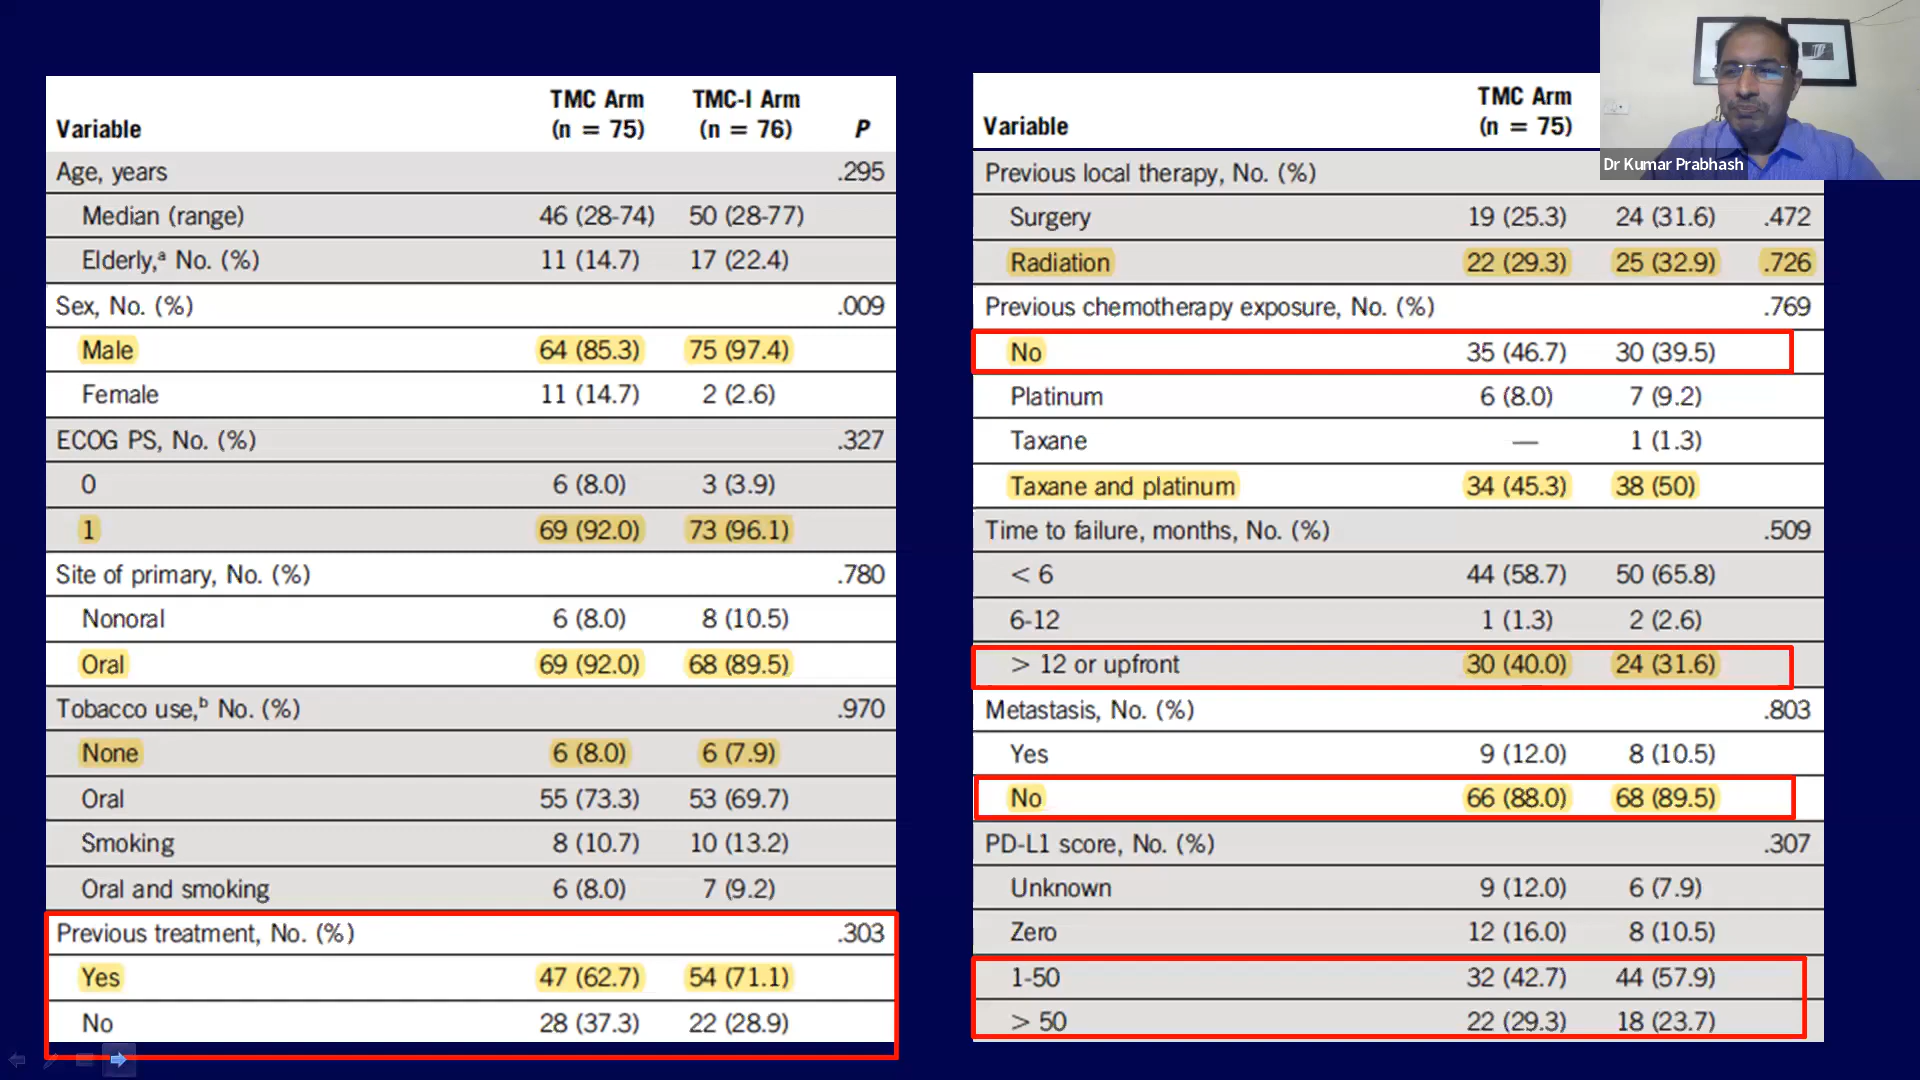 TMC Arm TMC-I Arm
Variable (n = 75) (n = 76) P
Age, years .295
Median (range) 46 (28-74) 50 (28-77)
Elderly,ᵃ No. (%) 11 (14.7) 17 (22.4)
Sex, No. (%) .009
Male 64 (85.3) 75 (97.4)
Female 11 (14.7) 2 (2.6)
ECOG PS, No. (%) .327
0 6 (8.0) 3 (3.9)
1 69 (92.0) 73 (96.1)
Site of primary, No. (%) .780
Nonoral 6 (8.0) 8 (10.5)
Oral 69 (92.0) 68 (89.5)
Tobacco use,ᵇ No. (%) .970
None 6 (8.0) 6 (7.9)
Oral 55 (73.3) 53 (69.7)
Smoking 8 (10.7) 10 (13.2)
Oral and smoking 6 (8.0) 7 (9.2)
Previous treatment, No. (%) .303
Yes 47 (62.7) 54 (71.1)
No 28 (37.3) 22 (28.9)
TMC Arm
Variable (n = 75)
Previous local therapy, No. (%)
Surgery 19 (25.3) 24 (31.6) .472
Radiation 22 (29.3) 25 (32.9) .726
Previous chemotherapy exposure, No. (%) .769
No 35 (46.7) 30 (39.5)
Platinum 6 (8.0) 7 (9.2)
Taxane — 1 (1.3)
Taxane and platinum 34 (45.3) 38 (50)
Time to failure, months, No. (%) .509
< 6 44 (58.7) 50 (65.8)
6-12 1 (1.3) 2 (2.6)
> 12 or upfront 30 (40.0) 24 (31.6)
Metastasis, No. (%) .803
Yes 9 (12.0) 8 (10.5)
No 66 (88.0) 68 (89.5)
PD-L1 score, No. (%) .307
Unknown 9 (12.0) 6 (7.9)
Zero 12 (16.0) 8 (10.5)
1-50 32 (42.7) 44 (57.9)
> 50 22 (29.3) 18 (23.7)
Dr Kumar Prabhash